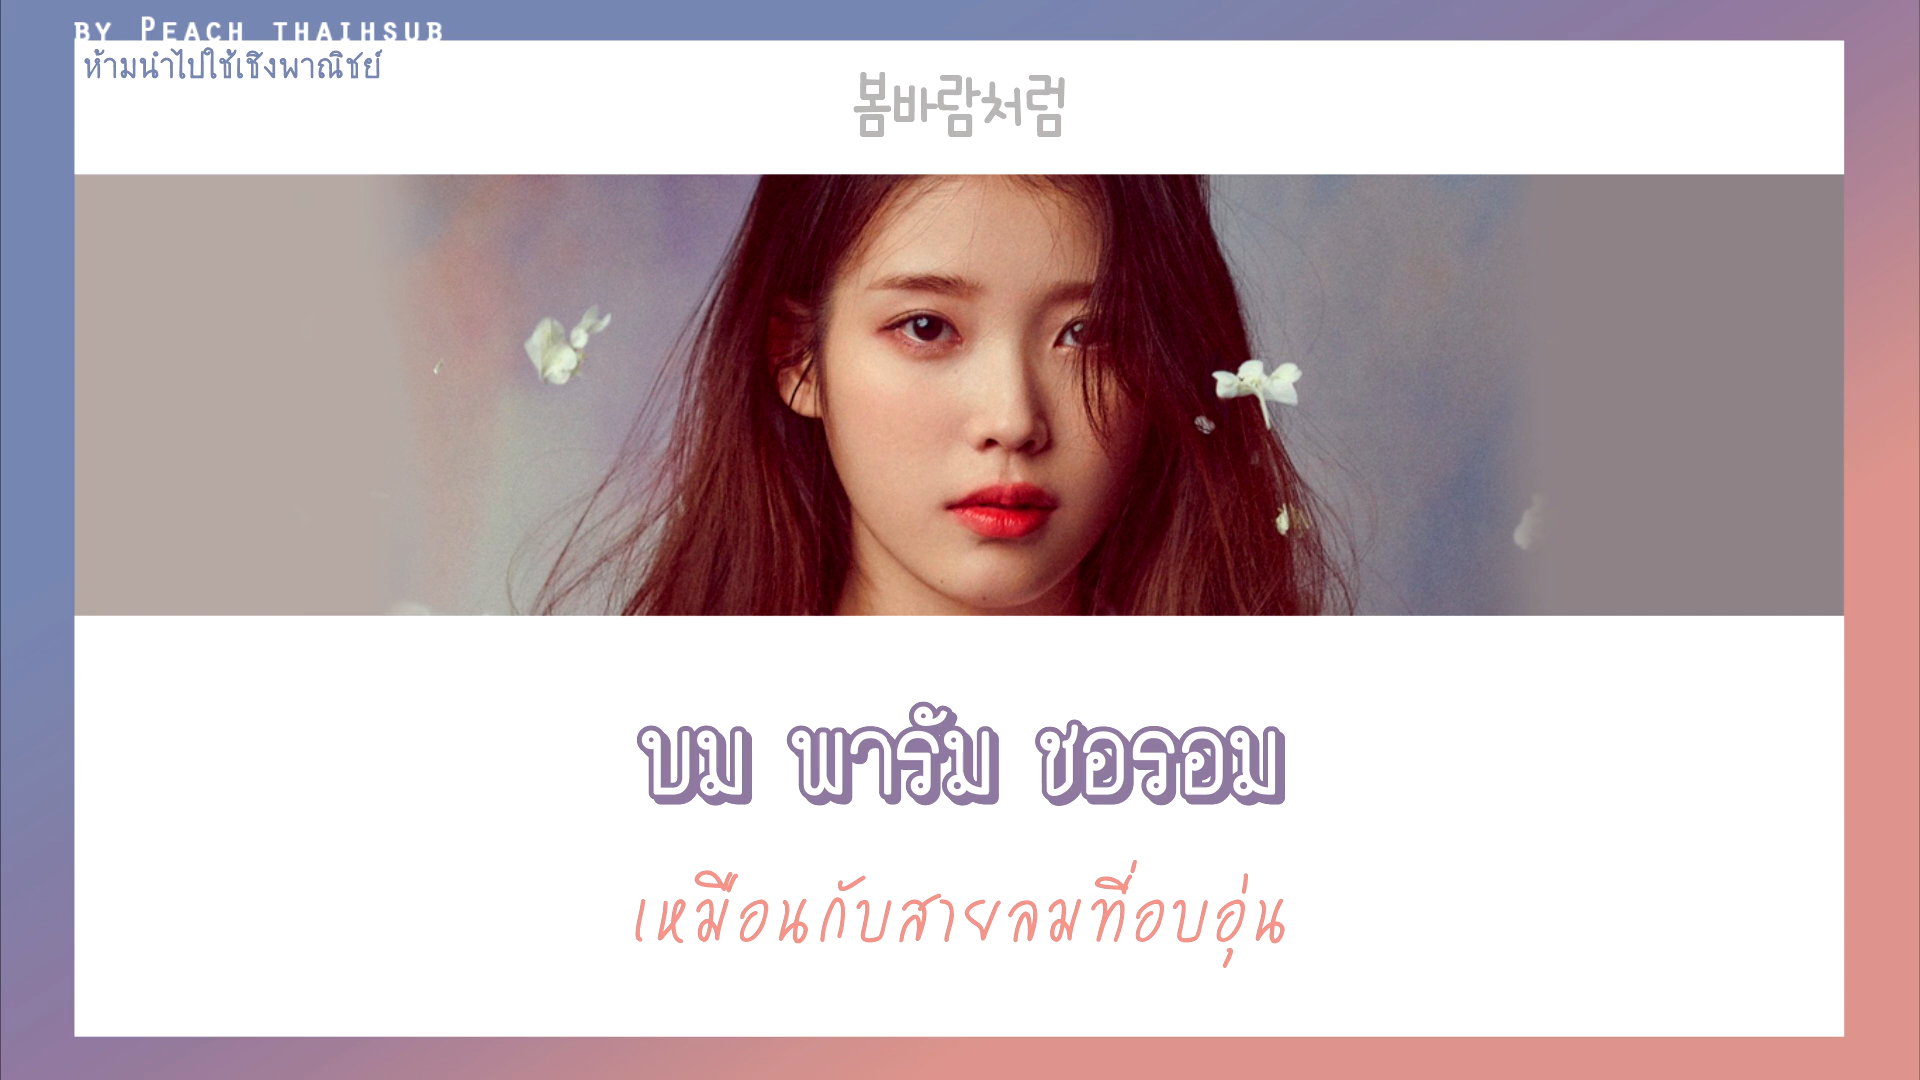 BY PEACH THAIHSUB
ห้ามนำไปใช้เชิงพาณิชย์
봄바람처럼
บม พารัม ชอรอม
เหมือนกับสายลมที่อบอุ่น